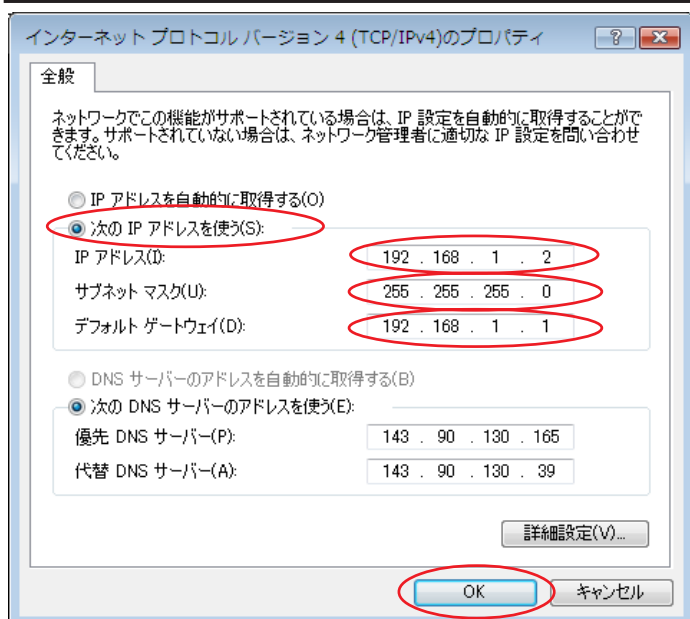 インターネット プロトコル バージョン 4 (TCP/IPv4)のプロパティ
全般
ネットワークでこの機能がサポートされている場合は、IP 設定を自動的に取得することがで
きます。サポートされていない場合は、ネットワーク管理者に適切な IP 設定を問い合わせ
てください。
IP アドレスを自動的に取得する(O)
次の IP アドレスを使う(S):
IP アドレス(I): 192 . 168 . 1 . 2
サブネット マスク(U): 255 . 255 . 255 . 0
デフォルト ゲートウェイ(D): 192 . 168 . 1 . 1
DNS サーバーのアドレスを自動的に取得する(B)
次の DNS サーバーのアドレスを使う(E):
優先 DNS サーバー(P): 143 . 90 . 130 . 165
代替 DNS サーバー(A): 143 . 90 . 130 . 39
詳細設定(V)...
OK キャンセル